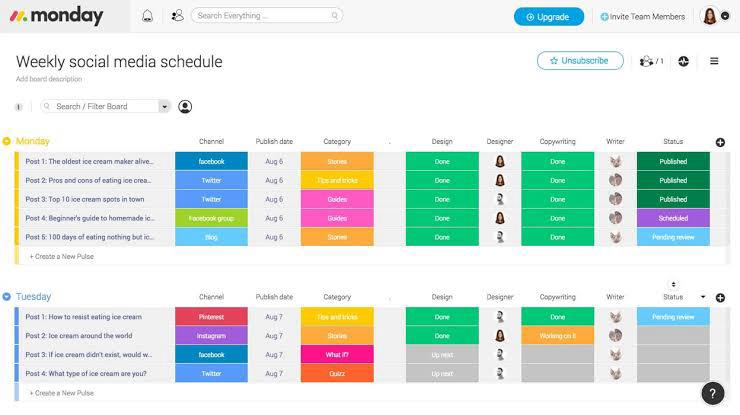 monday
Search Everything ...
Upgrade
Invite Team Members
Weekly social media schedule
Unsubscribe
/ 1
Add board description
Search / Filter Board
Monday Channel Publish date Category . Design Designer Copywriting Writer Status
Post 1: The oldest ice cream maker alive... facebook Aug 6 Stories Done Done Published
Post 2: Pros and cons of eating ice crea... Twitter Aug 6 Tips and tricks Done Done Published
Post 3: Top 10 ice cream spots in town Twitter Aug 6 Guides Done Done Published
Post 4: Beginner's guide to homemade ic... Facebook group Aug 6 Guides Done Done Scheduled
Post 5: 100 days of eating nothing but ic... Blog Aug 6 Stories Done Done Pending review
+ Create a New Pulse
Tuesday Channel Publish date Category . Design Designer Copywriting Writer Status
Post 1: How to resist eating ice cream Pinterest Aug 7 Tips and tricks Done Done Pending review
Post 2: Ice cream around the world Instagram Aug 7 Stories Done Working on it
Post 3: If ice cream didn't exist, would w... facebook Aug 7 What if? Up next
Post 4: What type of ice cream are you? Twitter Aug 7 Quizz Up next
+ Create a New Pulse
?